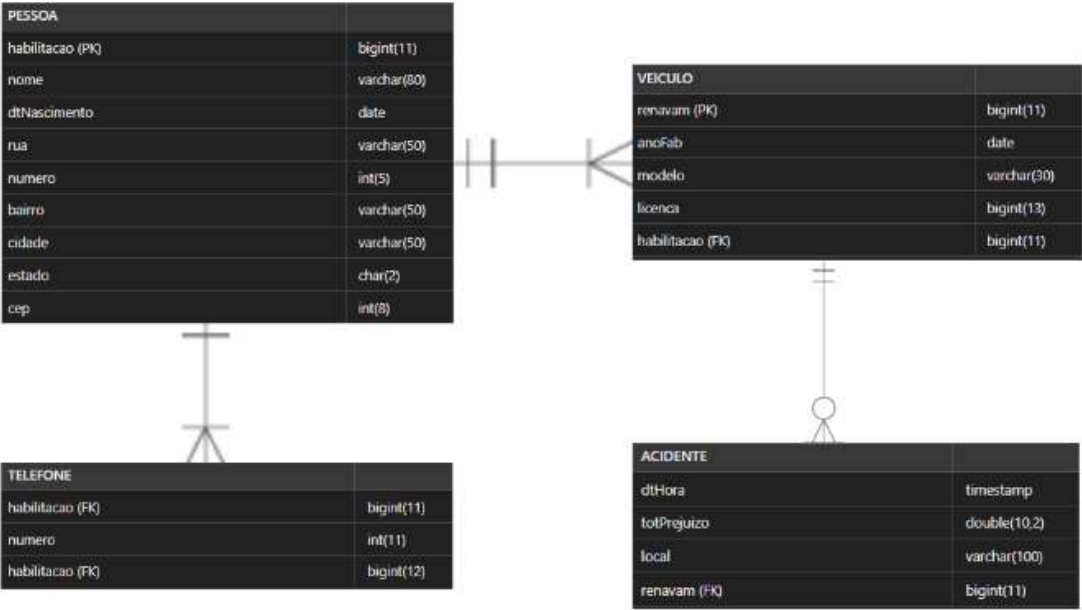 PESSOA
habilitacao (PK) bigint(11)
nome varchar(80)
dtNascimento date
rua varchar(50)
numero int(5)
bairro varchar(50)
cidade varchar(50)
estado char(2)
cep int(8)
VEICULO
renavam (PK) bigint(11)
anoFab date
modelo varchar(30)
licenca bigint(13)
habilitacao (FK) bigint(11)
TELEFONE
habilitacao (FK) bigint(11)
numero int(11)
habilitacao (FK) bigint(12)
ACIDENTE
dtHora timestamp
totPrejuizo double(10,2)
local varchar(100)
renavam (FK) bigint(11)